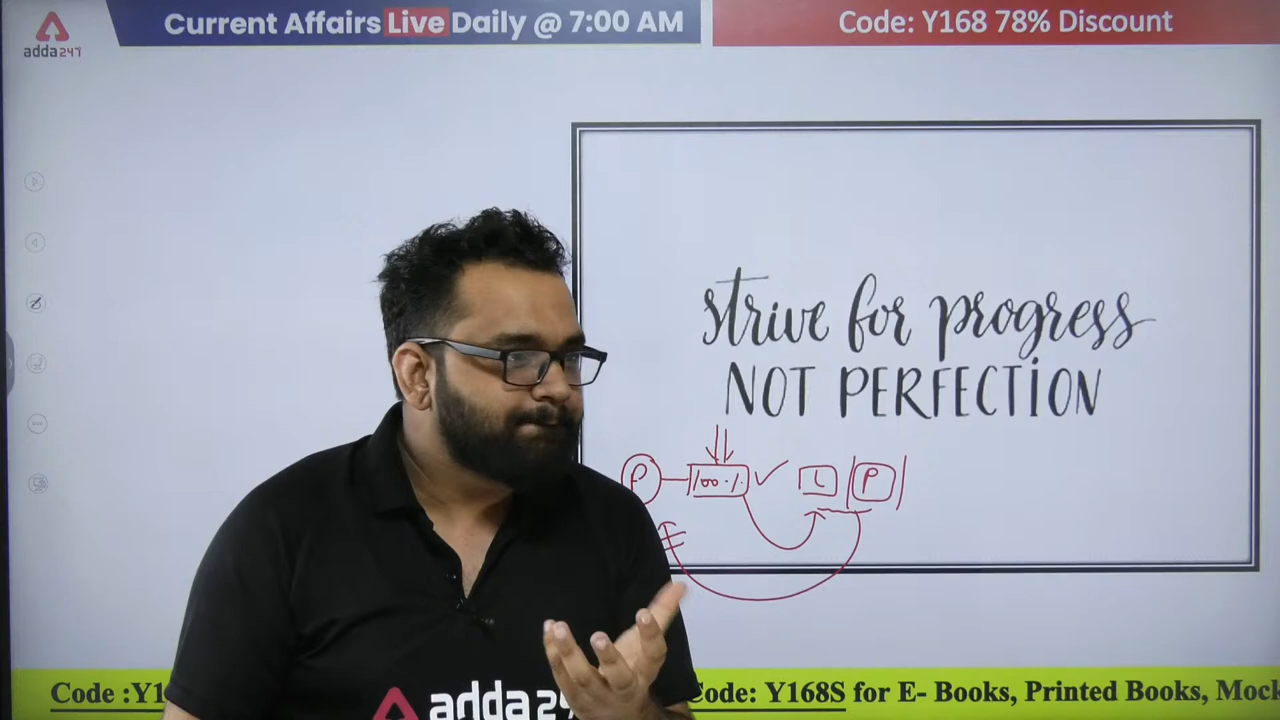 Current Affairs Live Daily @ 7:00 AM
Code: Y168 78% Discount
adda247
strive for progress
NOT PERFECTION
P 100% L P
adda24
Code :Y1
Code: Y168S for E- Books, Printed Books, Mock